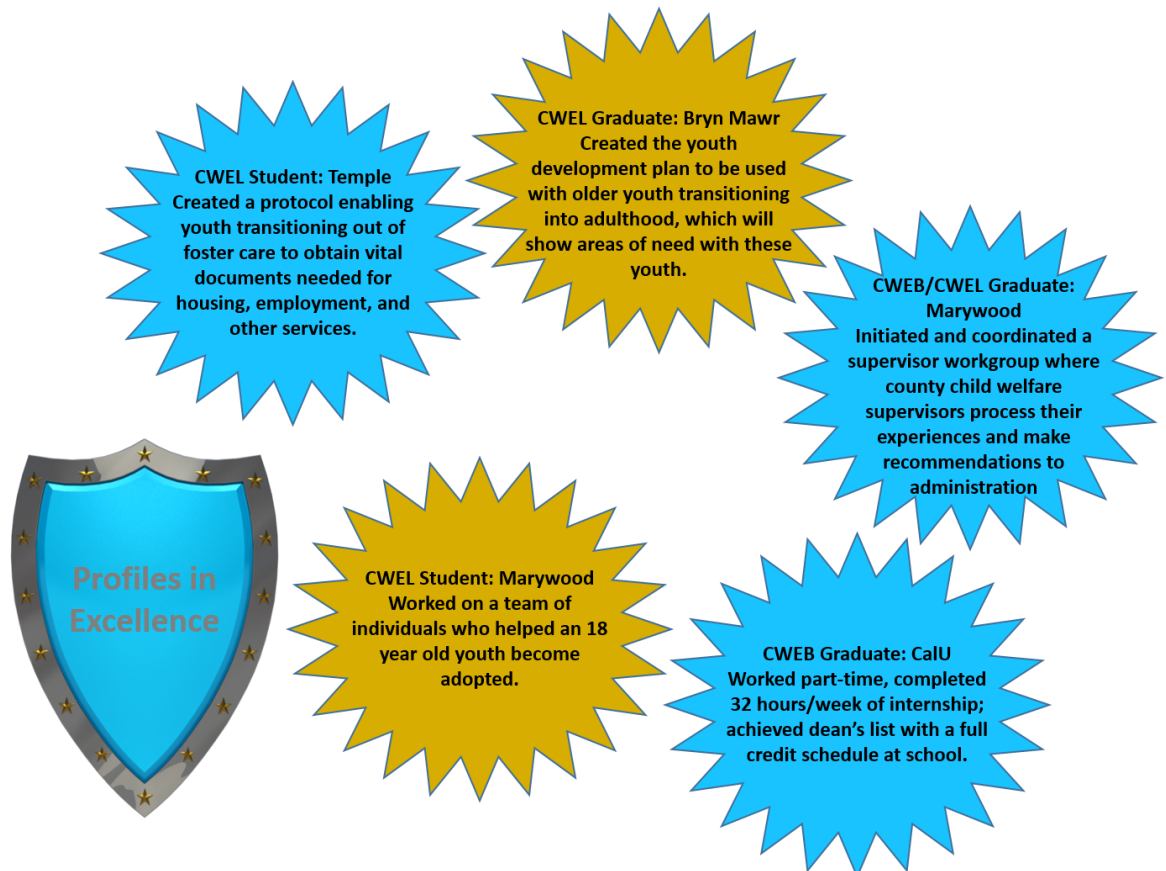 CWEL Student: Temple
Created a protocol enabling
youth transitioning out of
foster care to obtain vital
documents needed for
housing, employment, and
other services.
CWEL Graduate: Bryn Mawr
Created the youth
development plan to be used
with older youth transitioning
into adulthood, which will
show areas of need with these
youth.
CWEB/CWEL Graduate:
Marywood
Initiated and coordinated a
supervisor workgroup where
county child welfare
supervisors process their
experiences and make
recommendations to
administration
Profiles in
Excellence
CWEL Student: Marywood
Worked on a team of
individuals who helped an 18
year old youth become
adopted.
CWEB Graduate: CalU
Worked part-time, completed
32 hours/week of internship;
achieved dean’s list with a full
credit schedule at school.